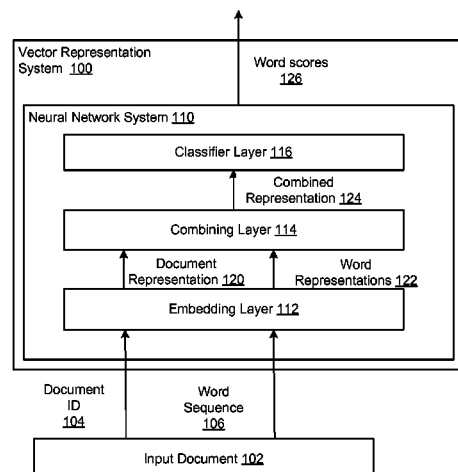 Vector Representation
System 100
Word scores
126
Neural Network System 110
Classifier Layer 116
Combined
Representation 124
Combining Layer 114
Document
Representation 120
Word
Representations 122
Embedding Layer 112
Document
ID
104
Word
Sequence
106
Input Document 102